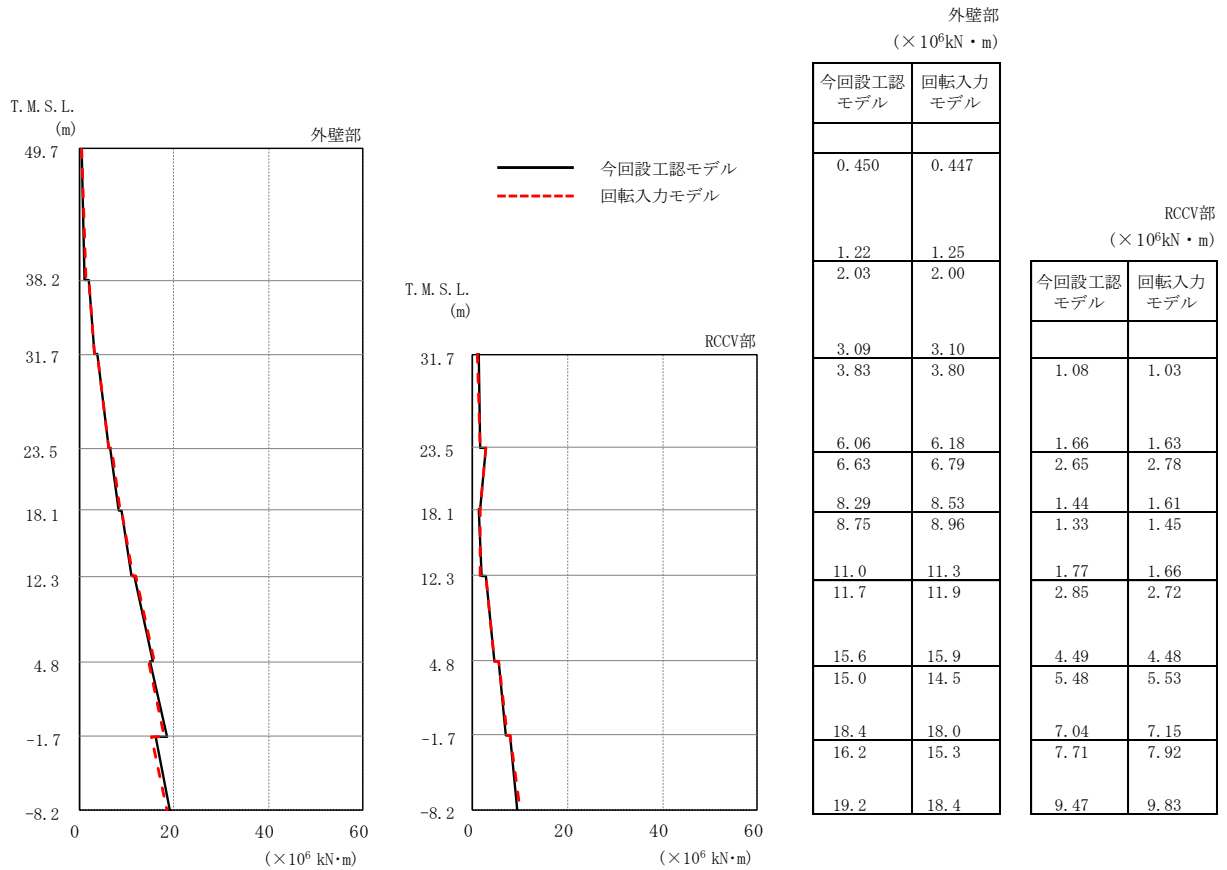 T.M.S.L.
(m)
外壁部
49.7
38.2
31.7
23.5
18.1
12.3
4.8
-1.7
-8.2
0 20 40 60
(×10⁶ kN・m)
今回設工認モデル
回転入力モデル
T.M.S.L.
(m)
RCCV部
31.7
23.5
18.1
12.3
4.8
-1.7
-8.2
0 20 40 60
(×10⁶ kN・m)
外壁部
(×10⁶kN・m)
今回設工認 回転入力
モデル モデル
0.450 0.447
1.22 1.25
2.03 2.00
3.09 3.10
3.83 3.80
6.06 6.18
6.63 6.79
8.29 8.53
8.75 8.96
11.0 11.3
11.7 11.9
15.6 15.9
15.0 14.5
18.4 18.0
16.2 15.3
19.2 18.4
RCCV部
(×10⁶kN・m)
今回設工認 回転入力
モデル モデル
1.08 1.03
1.66 1.63
2.65 2.78
1.44 1.61
1.33 1.45
1.77 1.66
2.85 2.72
4.49 4.48
5.48 5.53
7.04 7.15
7.71 7.92
9.47 9.83